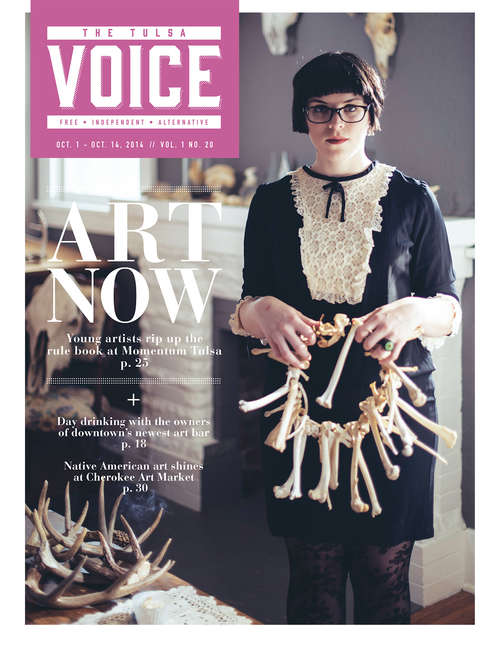 THE TULSA
VOICE
FREE • INDEPENDENT • ALTERNATIVE
OCT. 1 – OCT. 14, 2014 // VOL. 1 NO. 20
ART
NOW
Young artists rip up the
rule book at Momentum Tulsa
p. 25
+
Day drinking with the owners
of downtown's newest art bar
p. 18
Native American art shines
at Cherokee Art Market
p. 30